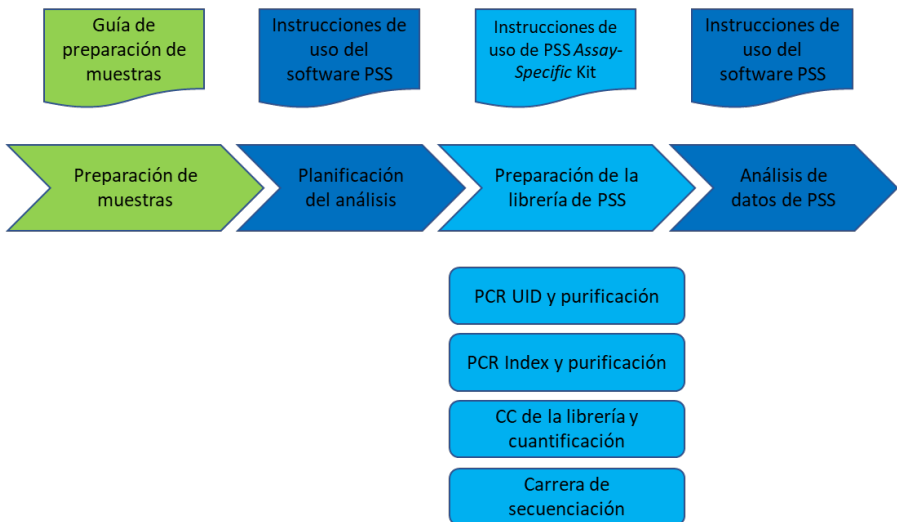 Guía de
preparación de
muestras
Instrucciones de
uso del
software PSS
Instrucciones de
uso de PSS Assay-
Specific Kit
Instrucciones de
uso del
software PSS
Preparación de
muestras
Planificación
del análisis
Preparación de la
librería de PSS
Análisis de
datos de PSS
PCR UID y purificación
PCR Index y purificación
CC de la librería y
cuantificación
Carrera de
secuenciación